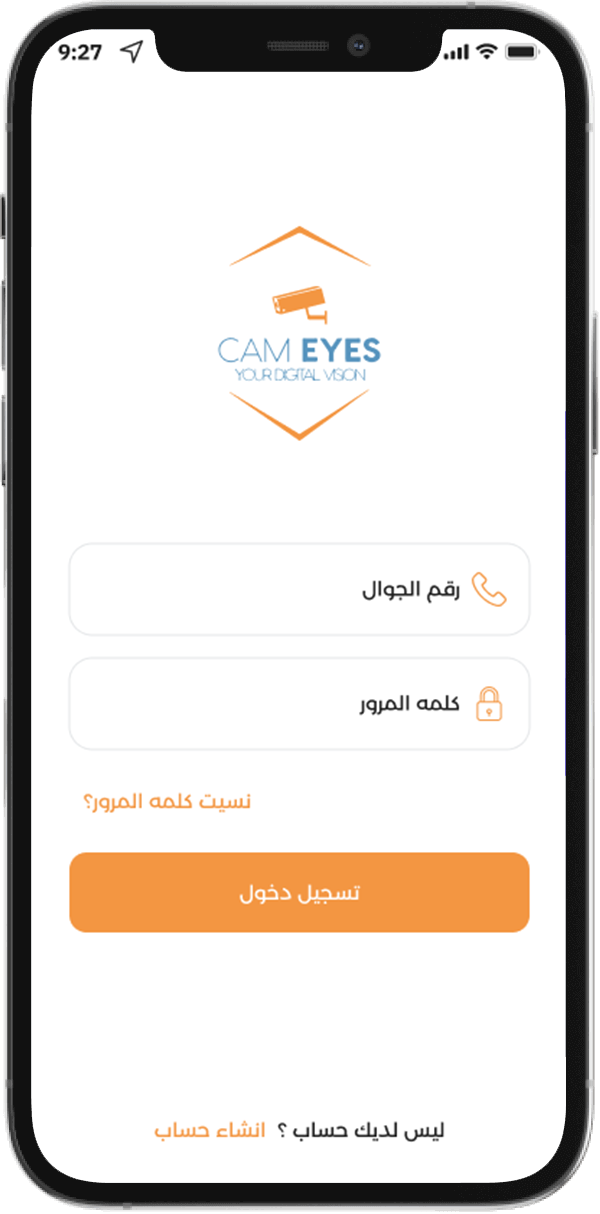 9:27
CAM EYES
YOUR DIGITAL VISION
رقم الجوال
كلمه المرور
نسيت كلمه المرور؟
تسجيل دخول
ليس لديك حساب ؟ انشاء حساب